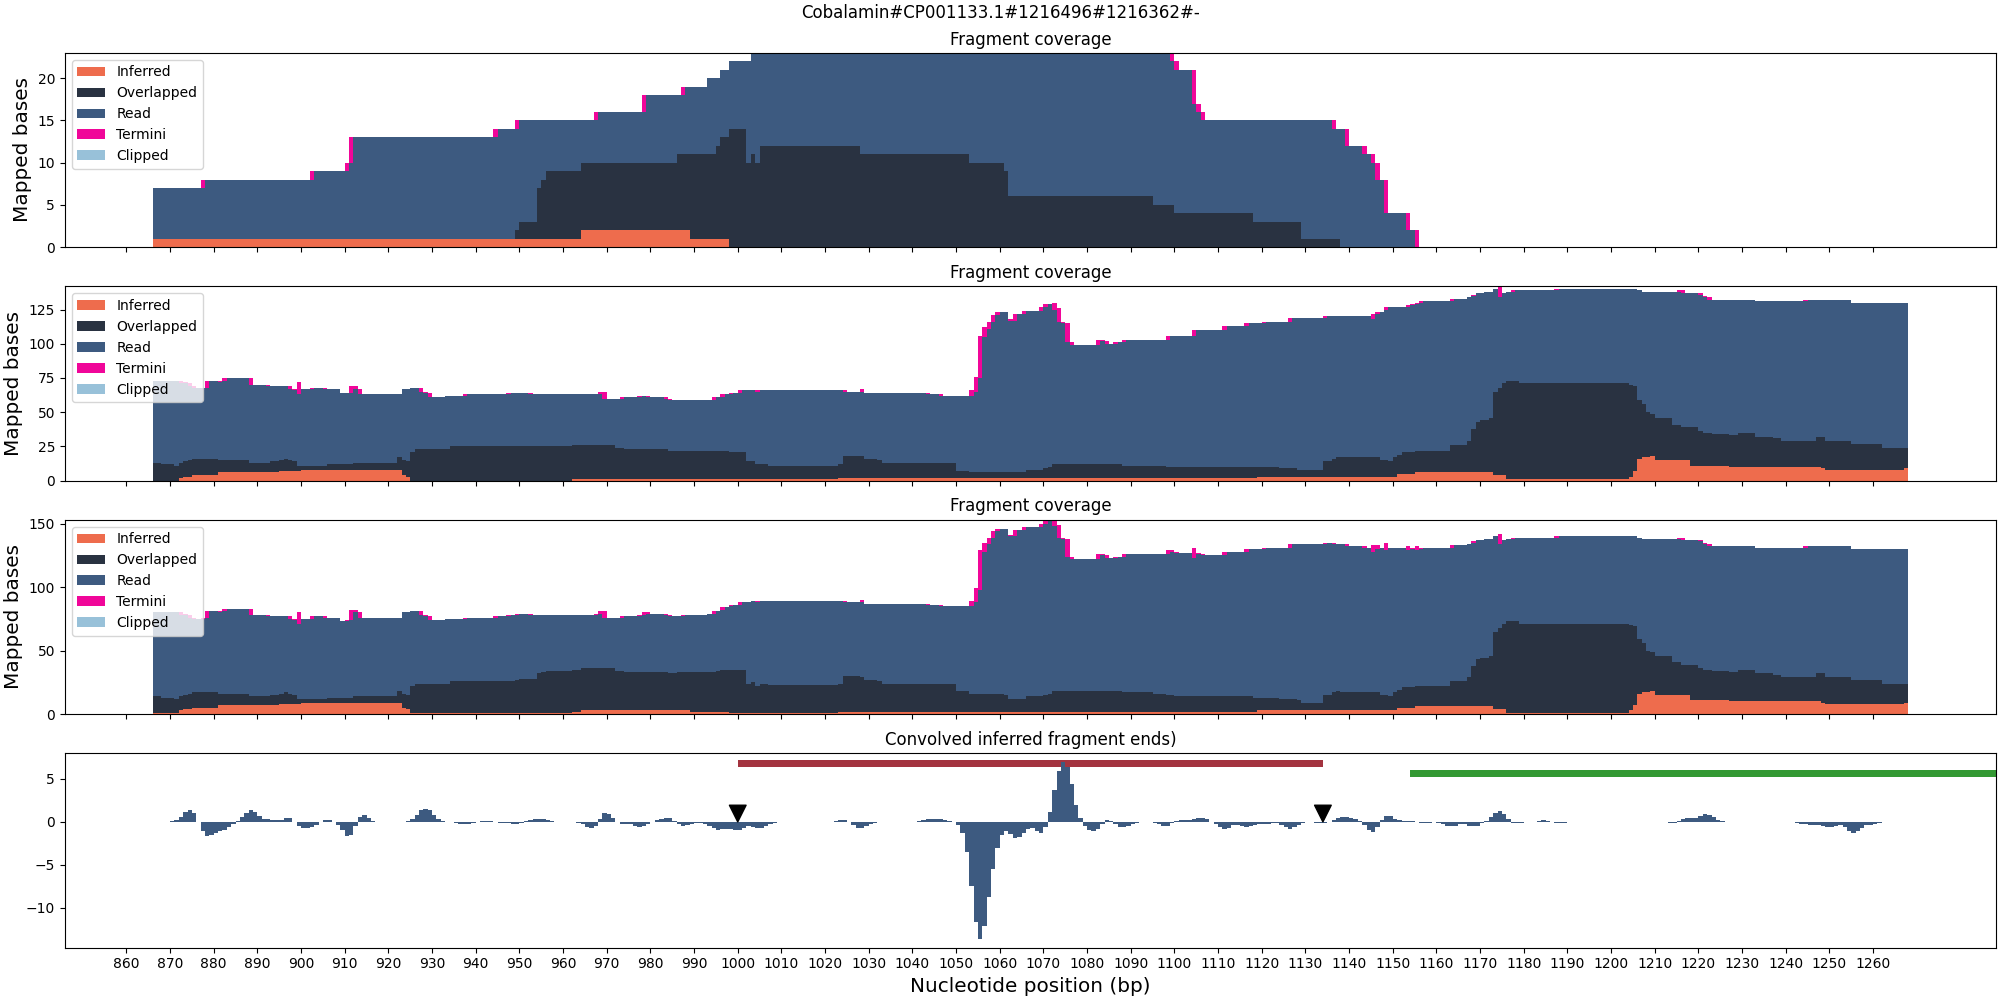 Cobalamin#CP001133.1#1216496#1216362#-
Fragment coverage
Mapped bases
20
15
10
5
0
Inferred
Overlapped
Read
Termini
Clipped
Fragment coverage
Mapped bases
125
100
75
50
25
0
Inferred
Overlapped
Read
Termini
Clipped
Fragment coverage
Mapped bases
150
100
50
0
Inferred
Overlapped
Read
Termini
Clipped
Convolved inferred fragment ends)
5
0
−5
−10
860 870 880 890 900 910 920 930 940 950 960 970 980 990 1000 1010 1020 1030 1040 1050 1060 1070 1080 1090 1100 1110 1120 1130 1140 1150 1160 1170 1180 1190 1200 1210 1220 1230 1240 1250 1260
Nucleotide position (bp)